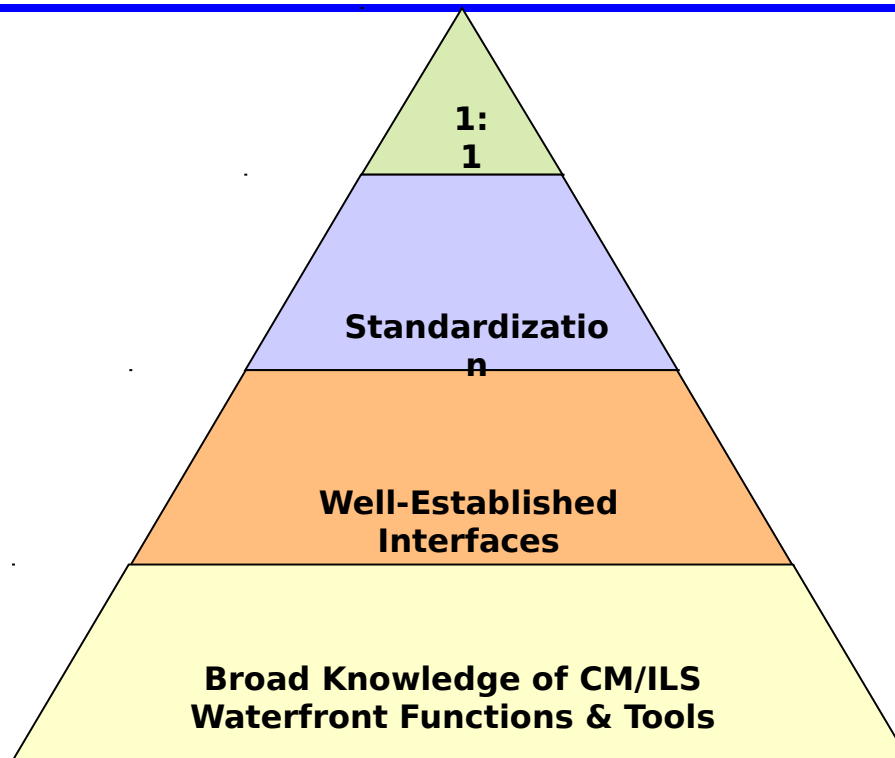 1:
1
Standardizatio
n
Well-Established
Interfaces
Broad Knowledge of CM/ILS
Waterfront Functions & Tools